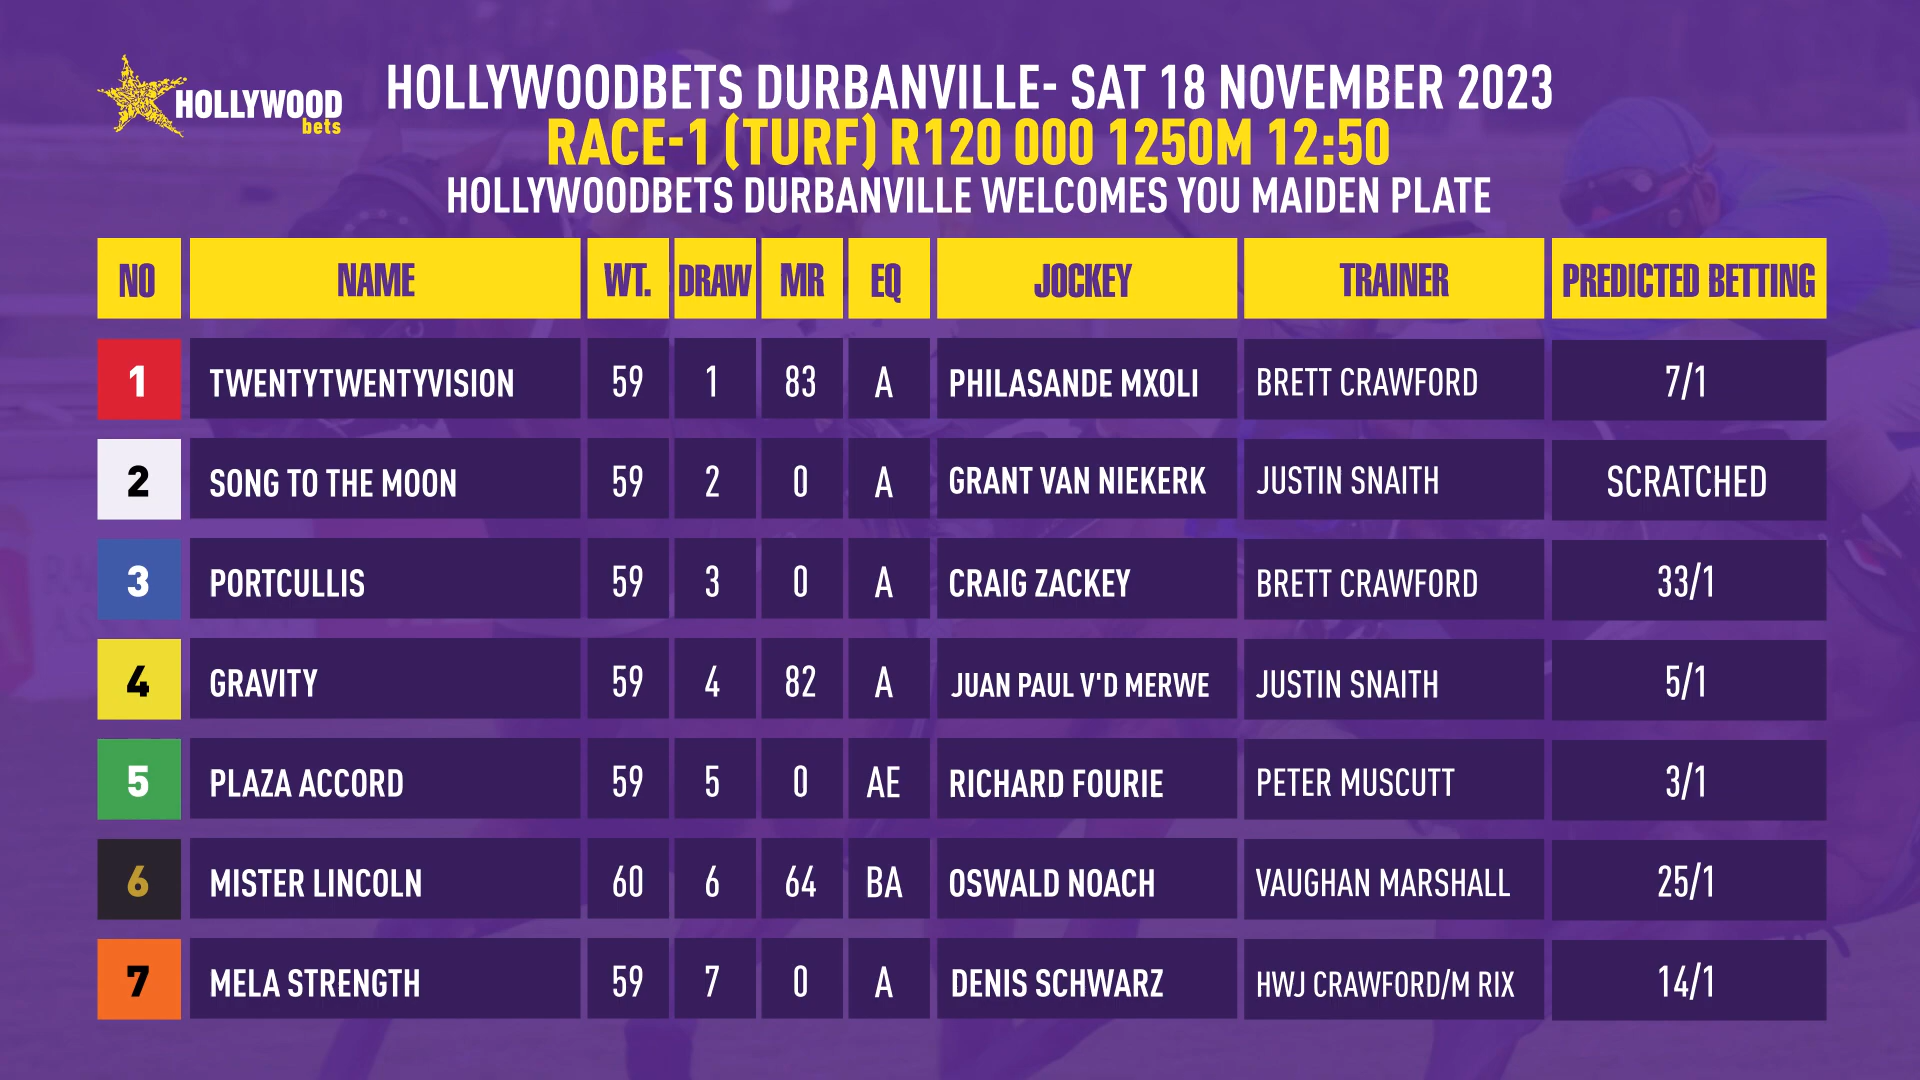 HOLLYWOOD
bets
HOLLYWOODBETS DURBANVILLE- SAT 18 NOVEMBER 2023
RACE-1 (TURF) R120 000 1250M 12:50
HOLLYWOODBETS DURBANVILLE WELCOMES YOU MAIDEN PLATE
NO NAME WT. DRAW MR EQ JOCKEY TRAINER PREDICTED BETTING
1 TWENTYTWENTYVISION 59 1 83 A PHILASANDE MXOLI BRETT CRAWFORD 7/1
2 SONG TO THE MOON 59 2 0 A GRANT VAN NIEKERK JUSTIN SNAITH SCRATCHED
3 PORTCULLIS 59 3 0 A CRAIG ZACKEY BRETT CRAWFORD 33/1
4 GRAVITY 59 4 82 A JUAN PAUL V'D MERWE JUSTIN SNAITH 5/1
5 PLAZA ACCORD 59 5 0 AE RICHARD FOURIE PETER MUSCUTT 3/1
6 MISTER LINCOLN 60 6 64 BA OSWALD NOACH VAUGHAN MARSHALL 25/1
7 MELA STRENGTH 59 7 0 A DENIS SCHWARZ HWJ CRAWFORD/M RIX 14/1